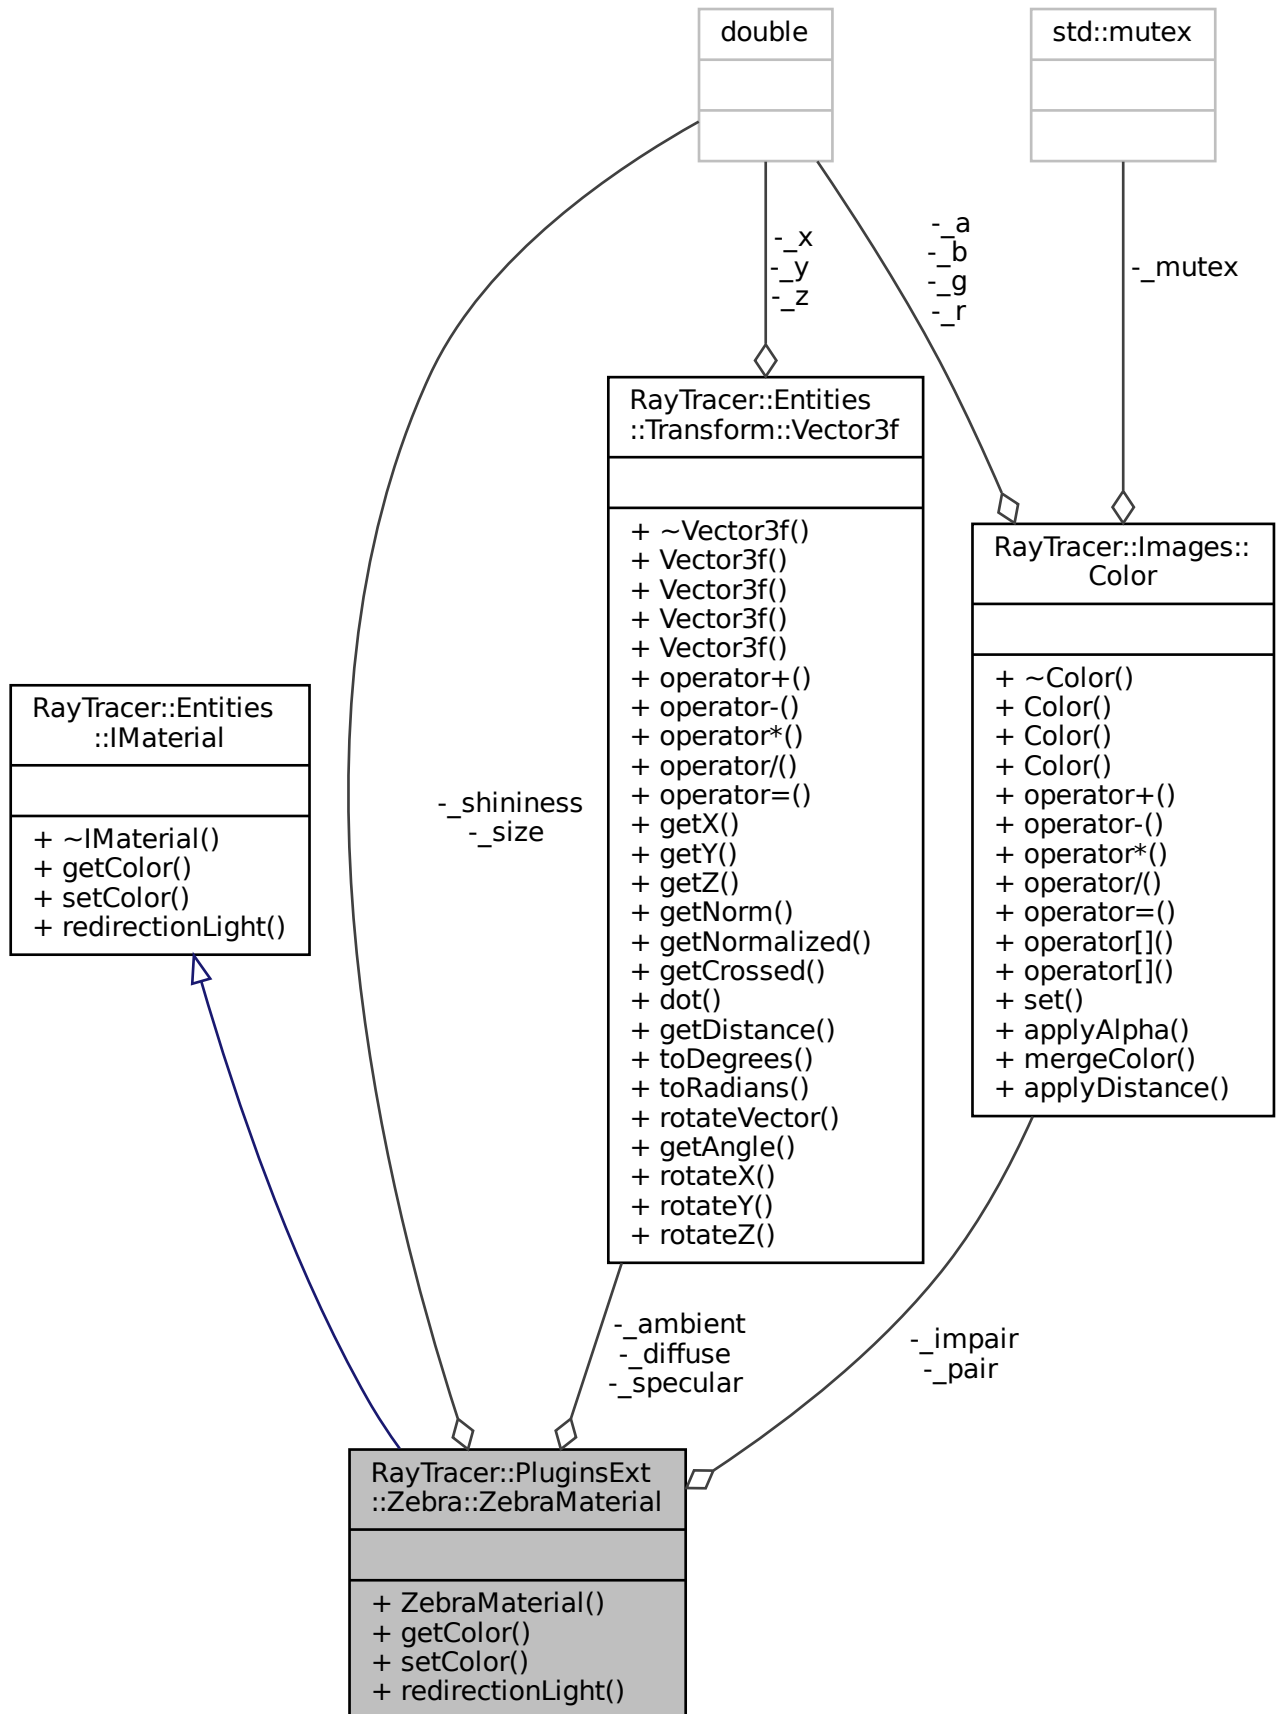 double
std::mutex
-_x
-_y
-_z
-_a
-_b
-_g
-_r
-_mutex
RayTracer::Entities
::Transform::Vector3f
+ ~Vector3f()
+ Vector3f()
+ Vector3f()
+ Vector3f()
+ Vector3f()
+ operator+()
+ operator-()
+ operator*()
+ operator/()
+ operator=()
+ getX()
+ getY()
+ getZ()
+ getNorm()
+ getNormalized()
+ getCrossed()
+ dot()
+ getDistance()
+ toDegrees()
+ toRadians()
+ rotateVector()
+ getAngle()
+ rotateX()
+ rotateY()
+ rotateZ()
RayTracer::Images::
Color
+ ~Color()
+ Color()
+ Color()
+ Color()
+ operator+()
+ operator-()
+ operator*()
+ operator/()
+ operator=()
+ operator[]()
+ operator[]()
+ set()
+ applyAlpha()
+ mergeColor()
+ applyDistance()
RayTracer::Entities
::IMaterial
+ ~IMaterial()
+ getColor()
+ setColor()
+ redirectionLight()
-_shininess
-_size
-_ambient
-_diffuse
-_specular
-_impair
-_pair
RayTracer::PluginsExt
::Zebra::ZebraMaterial
+ ZebraMaterial()
+ getColor()
+ setColor()
+ redirectionLight()